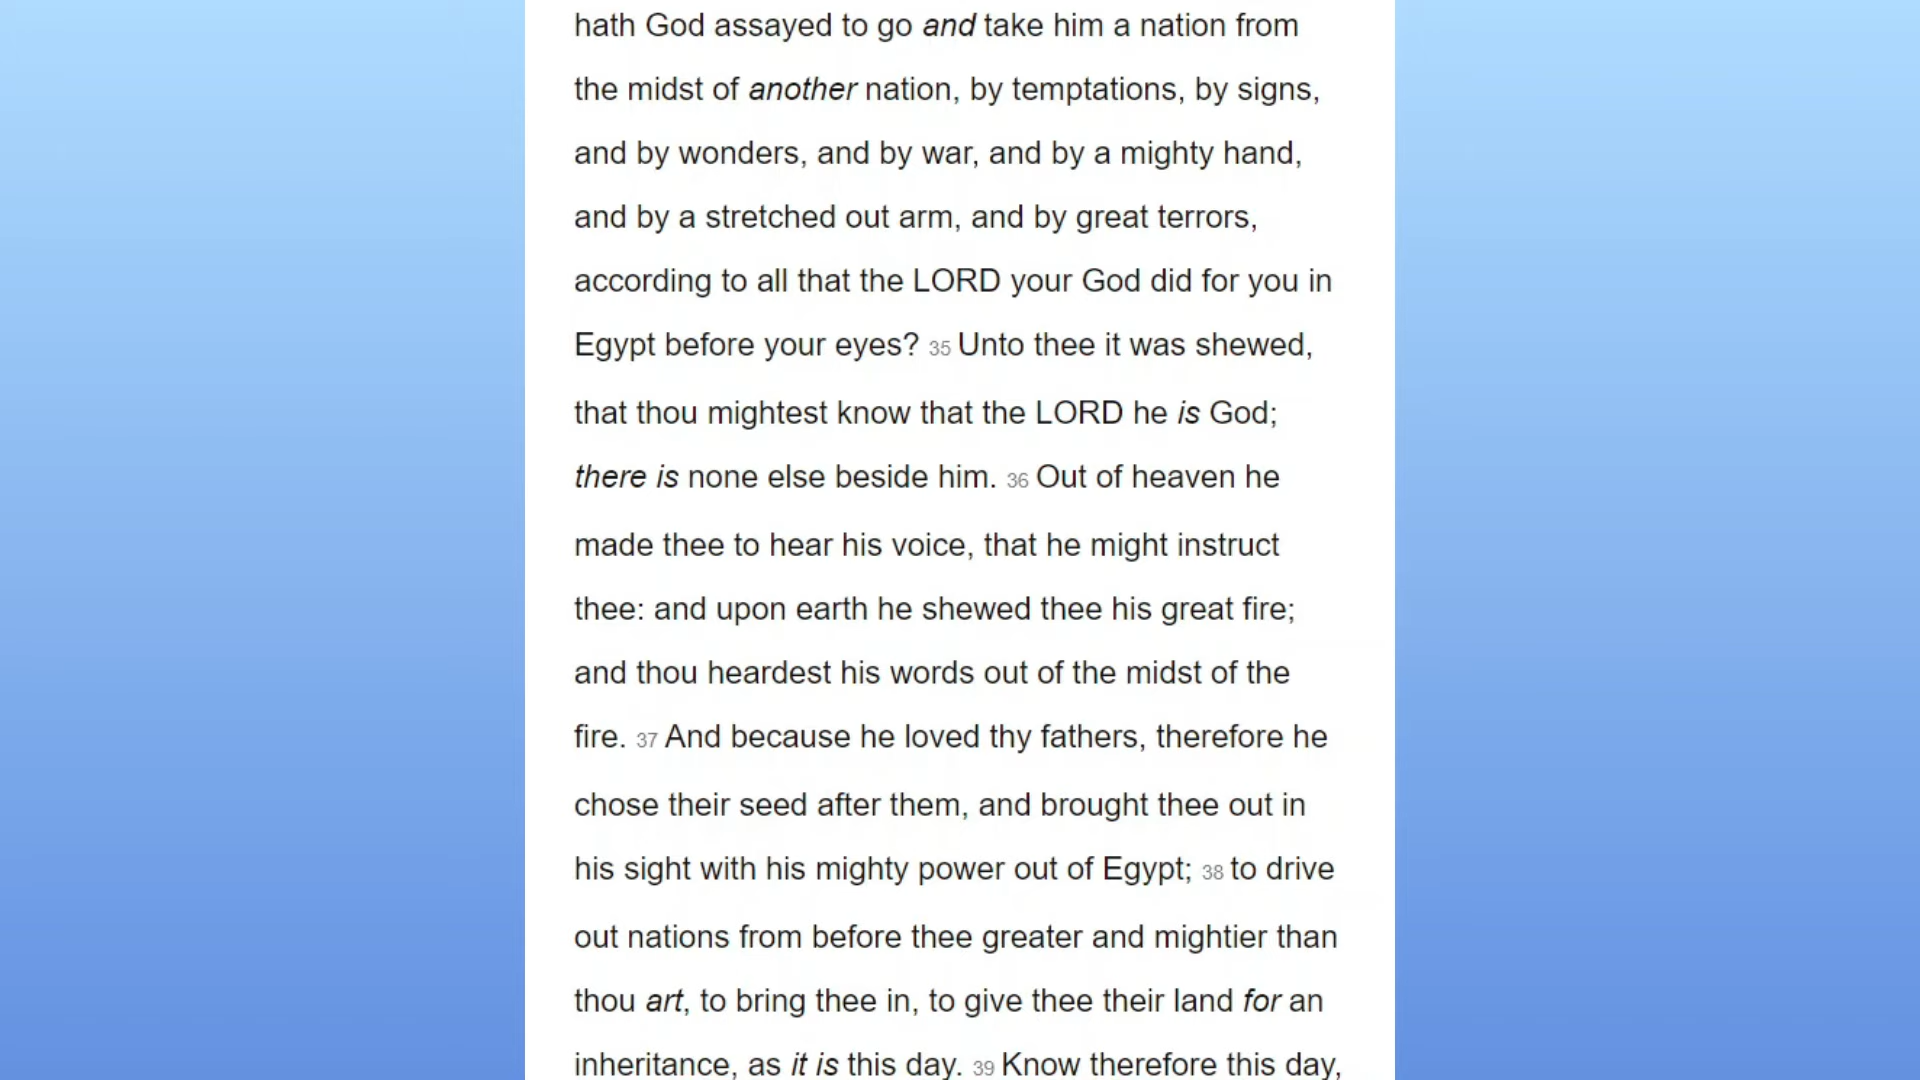 hath God assayed to go and take him a nation from
the midst of another nation, by temptations, by signs,
and by wonders, and by war, and by a mighty hand,
and by a stretched out arm, and by great terrors,
according to all that the LORD your God did for you in
Egypt before your eyes? 35 Unto thee it was shewed,
that thou mightest know that the LORD he is God;
there is none else beside him. 36 Out of heaven he
made thee to hear his voice, that he might instruct
thee: and upon earth he shewed thee his great fire;
and thou heardest his words out of the midst of the
fire. 37 And because he loved thy fathers, therefore he
chose their seed after them, and brought thee out in
his sight with his mighty power out of Egypt; 38 to drive
out nations from before thee greater and mightier than
thou art, to bring thee in, to give thee their land for an
inheritance, as it is this day. 39 Know therefore this day,